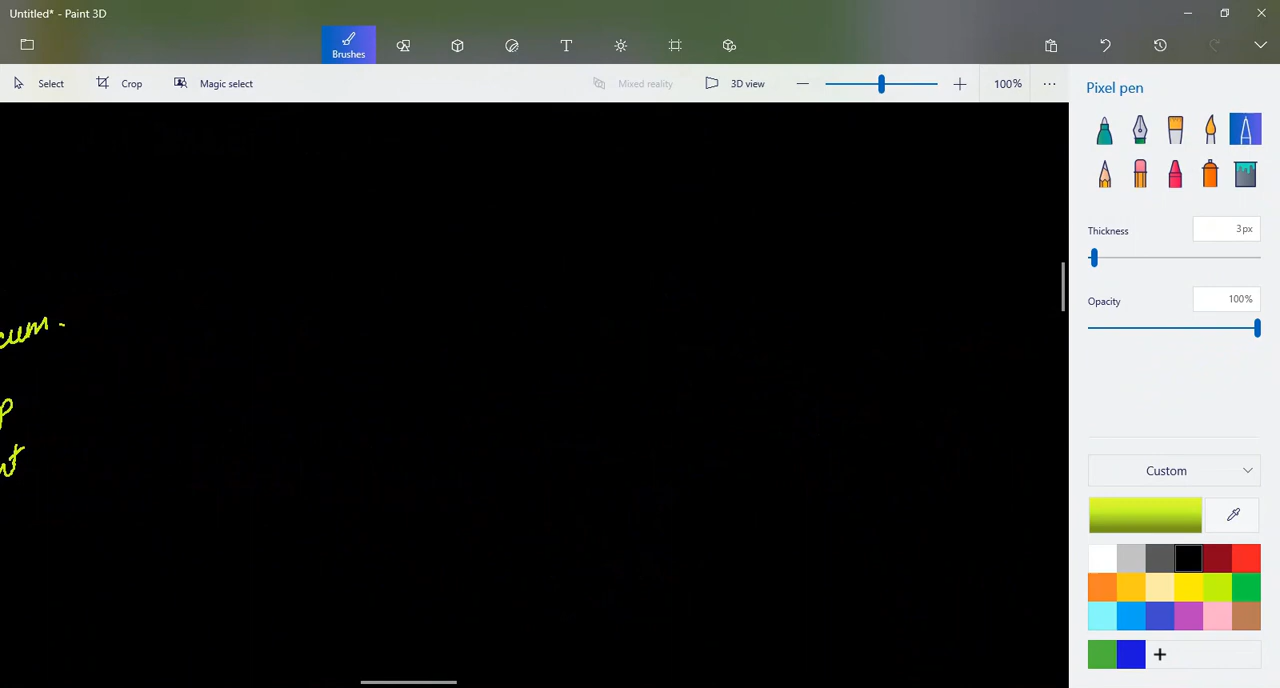 Untitled* - Paint 3D
Brushes
Select Crop Magic select Mixed reality 3D view 100%
Pixel pen
Thickness 3px
Opacity 100%
cum.
Custom